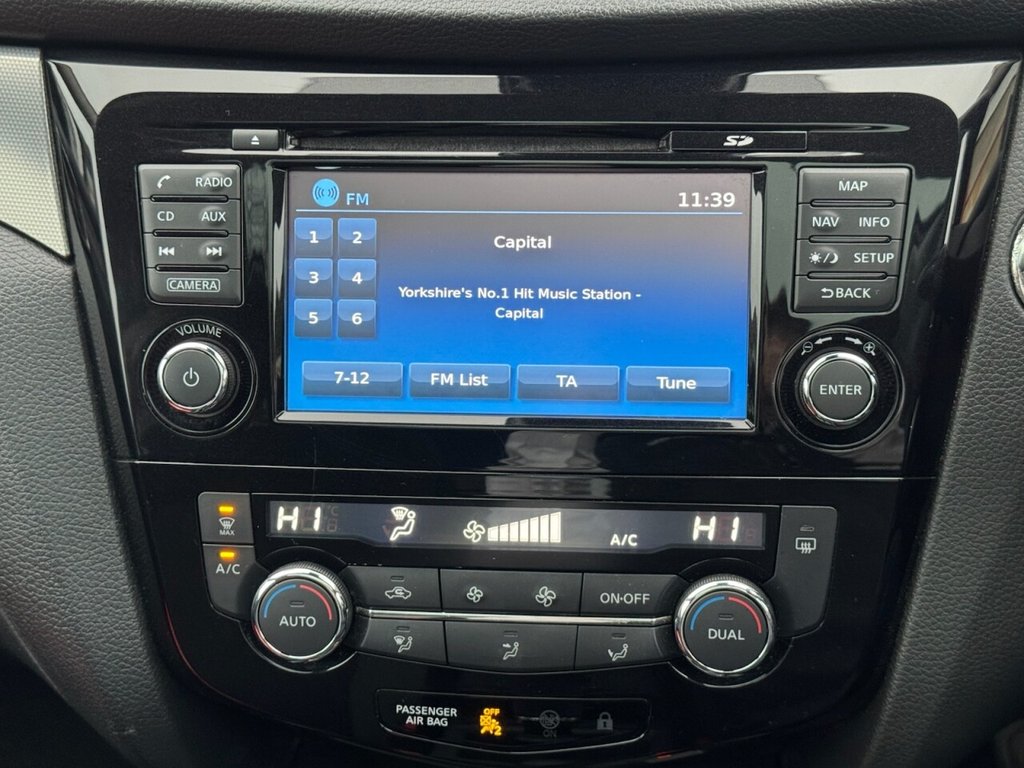 SD
RADIO
CD AUX
CAMERA
VOLUME
FM 11:39
1 2
3 4
5 6
Capital
Yorkshire's No.1 Hit Music Station -
Capital
7-12 FM List TA Tune
MAP
NAV INFO
SETUP
BACK
ENTER
HI A/C HI
MAX
A/C
AUTO
ON·OFF
DUAL
PASSENGER
AIR BAG
OFF
2
ON